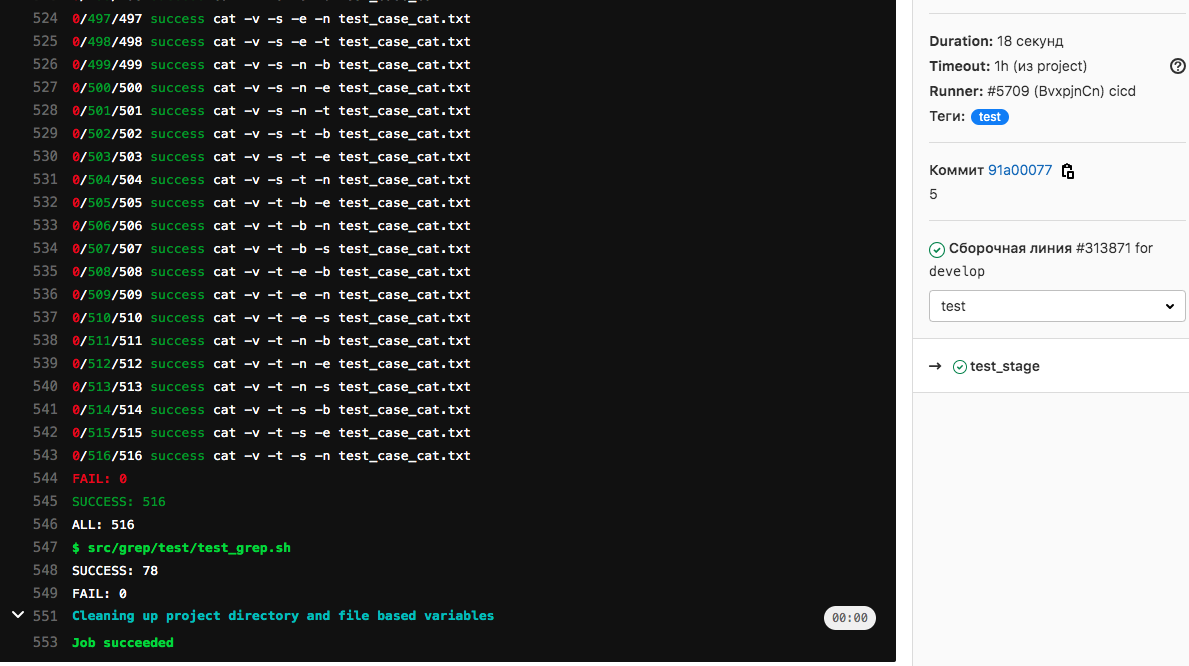 524 0/497/497 success cat -v -s -e -n test_case_cat.txt
525 0/498/498 success cat -v -s -e -t test_case_cat.txt
526 0/499/499 success cat -v -s -n -b test_case_cat.txt
527 0/500/500 success cat -v -s -n -e test_case_cat.txt
528 0/501/501 success cat -v -s -n -t test_case_cat.txt
529 0/502/502 success cat -v -s -t -b test_case_cat.txt
530 0/503/503 success cat -v -s -t -e test_case_cat.txt
531 0/504/504 success cat -v -s -t -n test_case_cat.txt
532 0/505/505 success cat -v -t -b -e test_case_cat.txt
533 0/506/506 success cat -v -t -b -n test_case_cat.txt
534 0/507/507 success cat -v -t -b -s test_case_cat.txt
535 0/508/508 success cat -v -t -e -b test_case_cat.txt
536 0/509/509 success cat -v -t -e -n test_case_cat.txt
537 0/510/510 success cat -v -t -e -s test_case_cat.txt
538 0/511/511 success cat -v -t -n -b test_case_cat.txt
539 0/512/512 success cat -v -t -n -e test_case_cat.txt
540 0/513/513 success cat -v -t -n -s test_case_cat.txt
541 0/514/514 success cat -v -t -s -b test_case_cat.txt
542 0/515/515 success cat -v -t -s -e test_case_cat.txt
543 0/516/516 success cat -v -t -s -n test_case_cat.txt
544 FAIL: 0
545 SUCCESS: 516
546 ALL: 516
547 $ src/grep/test/test_grep.sh
548 SUCCESS: 78
549 FAIL: 0
551 Cleaning up project directory and file based variables 00:00
553 Job succeeded
Duration: 18 секунд
Timeout: 1h (из project)
Runner: #5709 (BvxpjnCn) cicd
Теги: test
Коммит 91a00077
5
Сборочная линия #313871 for
develop
test
→ test_stage